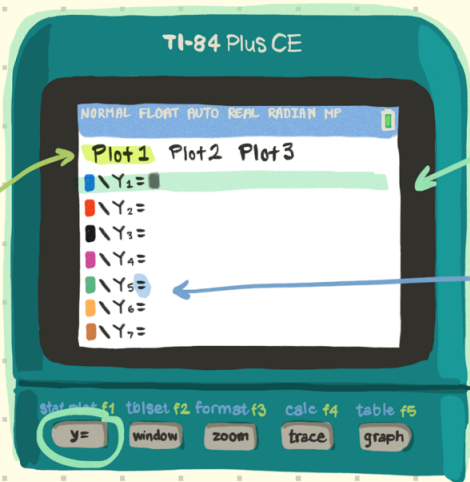 TI-84 Plus CE
NORMAL FLOAT AUTO REAL RADIAN MP
Plot1 Plot2 Plot3
\Y1=
\Y2=
\Y3=
\Y4=
\Y5=
\Y6=
\Y7=
stat plot f1 tblset f2 format f3 calc f4 table f5
y= window zoom trace graph